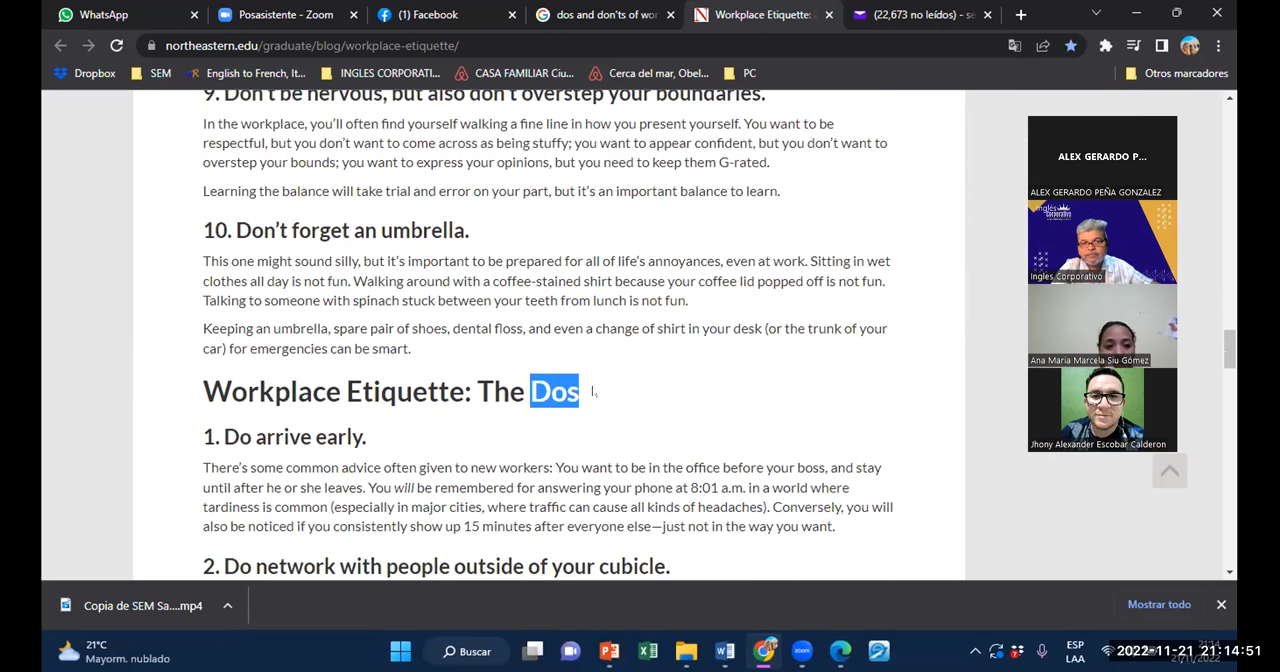 WhatsApp
Posasistente - Zoom
(1) Facebook
dos and don'ts of wor
Workplace Etiquette:
(22,673 no leídos) - se
northeastern.edu/graduate/blog/workplace-etiquette/
Dropbox
SEM
English to French, It...
INGLES CORPORATI...
CASA FAMILIAR Ciu...
Cerca del mar, Obel...
PC
Otros marcadores
9. Don't be nervous, but also don't overstep your boundaries.
In the workplace, you'll often find yourself walking a fine line in how you present yourself. You want to be
respectful, but you don't want to come across as being stuffy; you want to appear confident, but you don't want to
overstep your bounds; you want to express your opinions, but you need to keep them G-rated.
Learning the balance will take trial and error on your part, but it's an important balance to learn.
10. Don't forget an umbrella.
This one might sound silly, but it's important to be prepared for all of life's annoyances, even at work. Sitting in wet
clothes all day is not fun. Walking around with a coffee-stained shirt because your coffee lid popped off is not fun.
Talking to someone with spinach stuck between your teeth from lunch is not fun.
Keeping an umbrella, spare pair of shoes, dental floss, and even a change of shirt in your desk (or the trunk of your
car) for emergencies can be smart.
Workplace Etiquette: The Dos
1. Do arrive early.
There's some common advice often given to new workers: You want to be in the office before your boss, and stay
until after he or she leaves. You will be remembered for answering your phone at 8:01 a.m. in a world where
tardiness is common (especially in major cities, where traffic can cause all kinds of headaches). Conversely, you will
also be noticed if you consistently show up 15 minutes after everyone else—just not in the way you want.
2. Do network with people outside of your cubicle.
ALEX GERARDO P...
ALEX GERARDO PEÑA GONZALEZ
Inglés
Corporativo
Ingles Corporativo
Ana Maria Marcela Siu Gómez
Jhony Alexander Escobar Calderon
Copia de SEM Sa....mp4
Mostrar todo
21°C
Mayorm. nublado
Buscar
ESP
LAA
2022-11-21 21:14:51